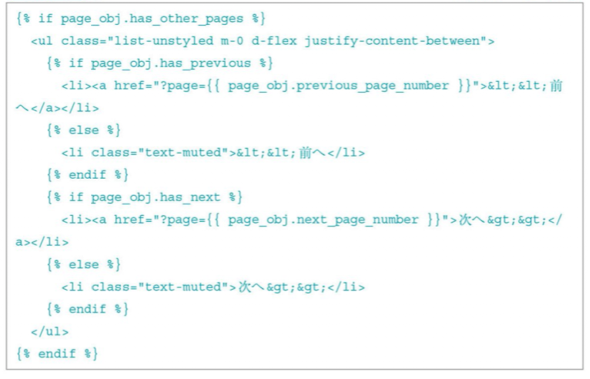 {% if page_obj.has_other_pages %}
  <ul class="list-unstyled m-0 d-flex justify-content-between">
    {% if page_obj.has_previous %}
      <li><a href="?page={{ page_obj.previous_page_number }}">&lt;&lt;前
へ</a></li>
    {% else %}
      <li class="text-muted">&lt;&lt;前へ</li>
    {% endif %}
    {% if page_obj.has_next %}
      <li><a href="?page={{ page_obj.next_page_number }}">次へ&gt;&gt;</
a></li>
    {% else %}
      <li class="text-muted">次へ&gt;&gt;</li>
    {% endif %}
  </ul>
{% endif %}